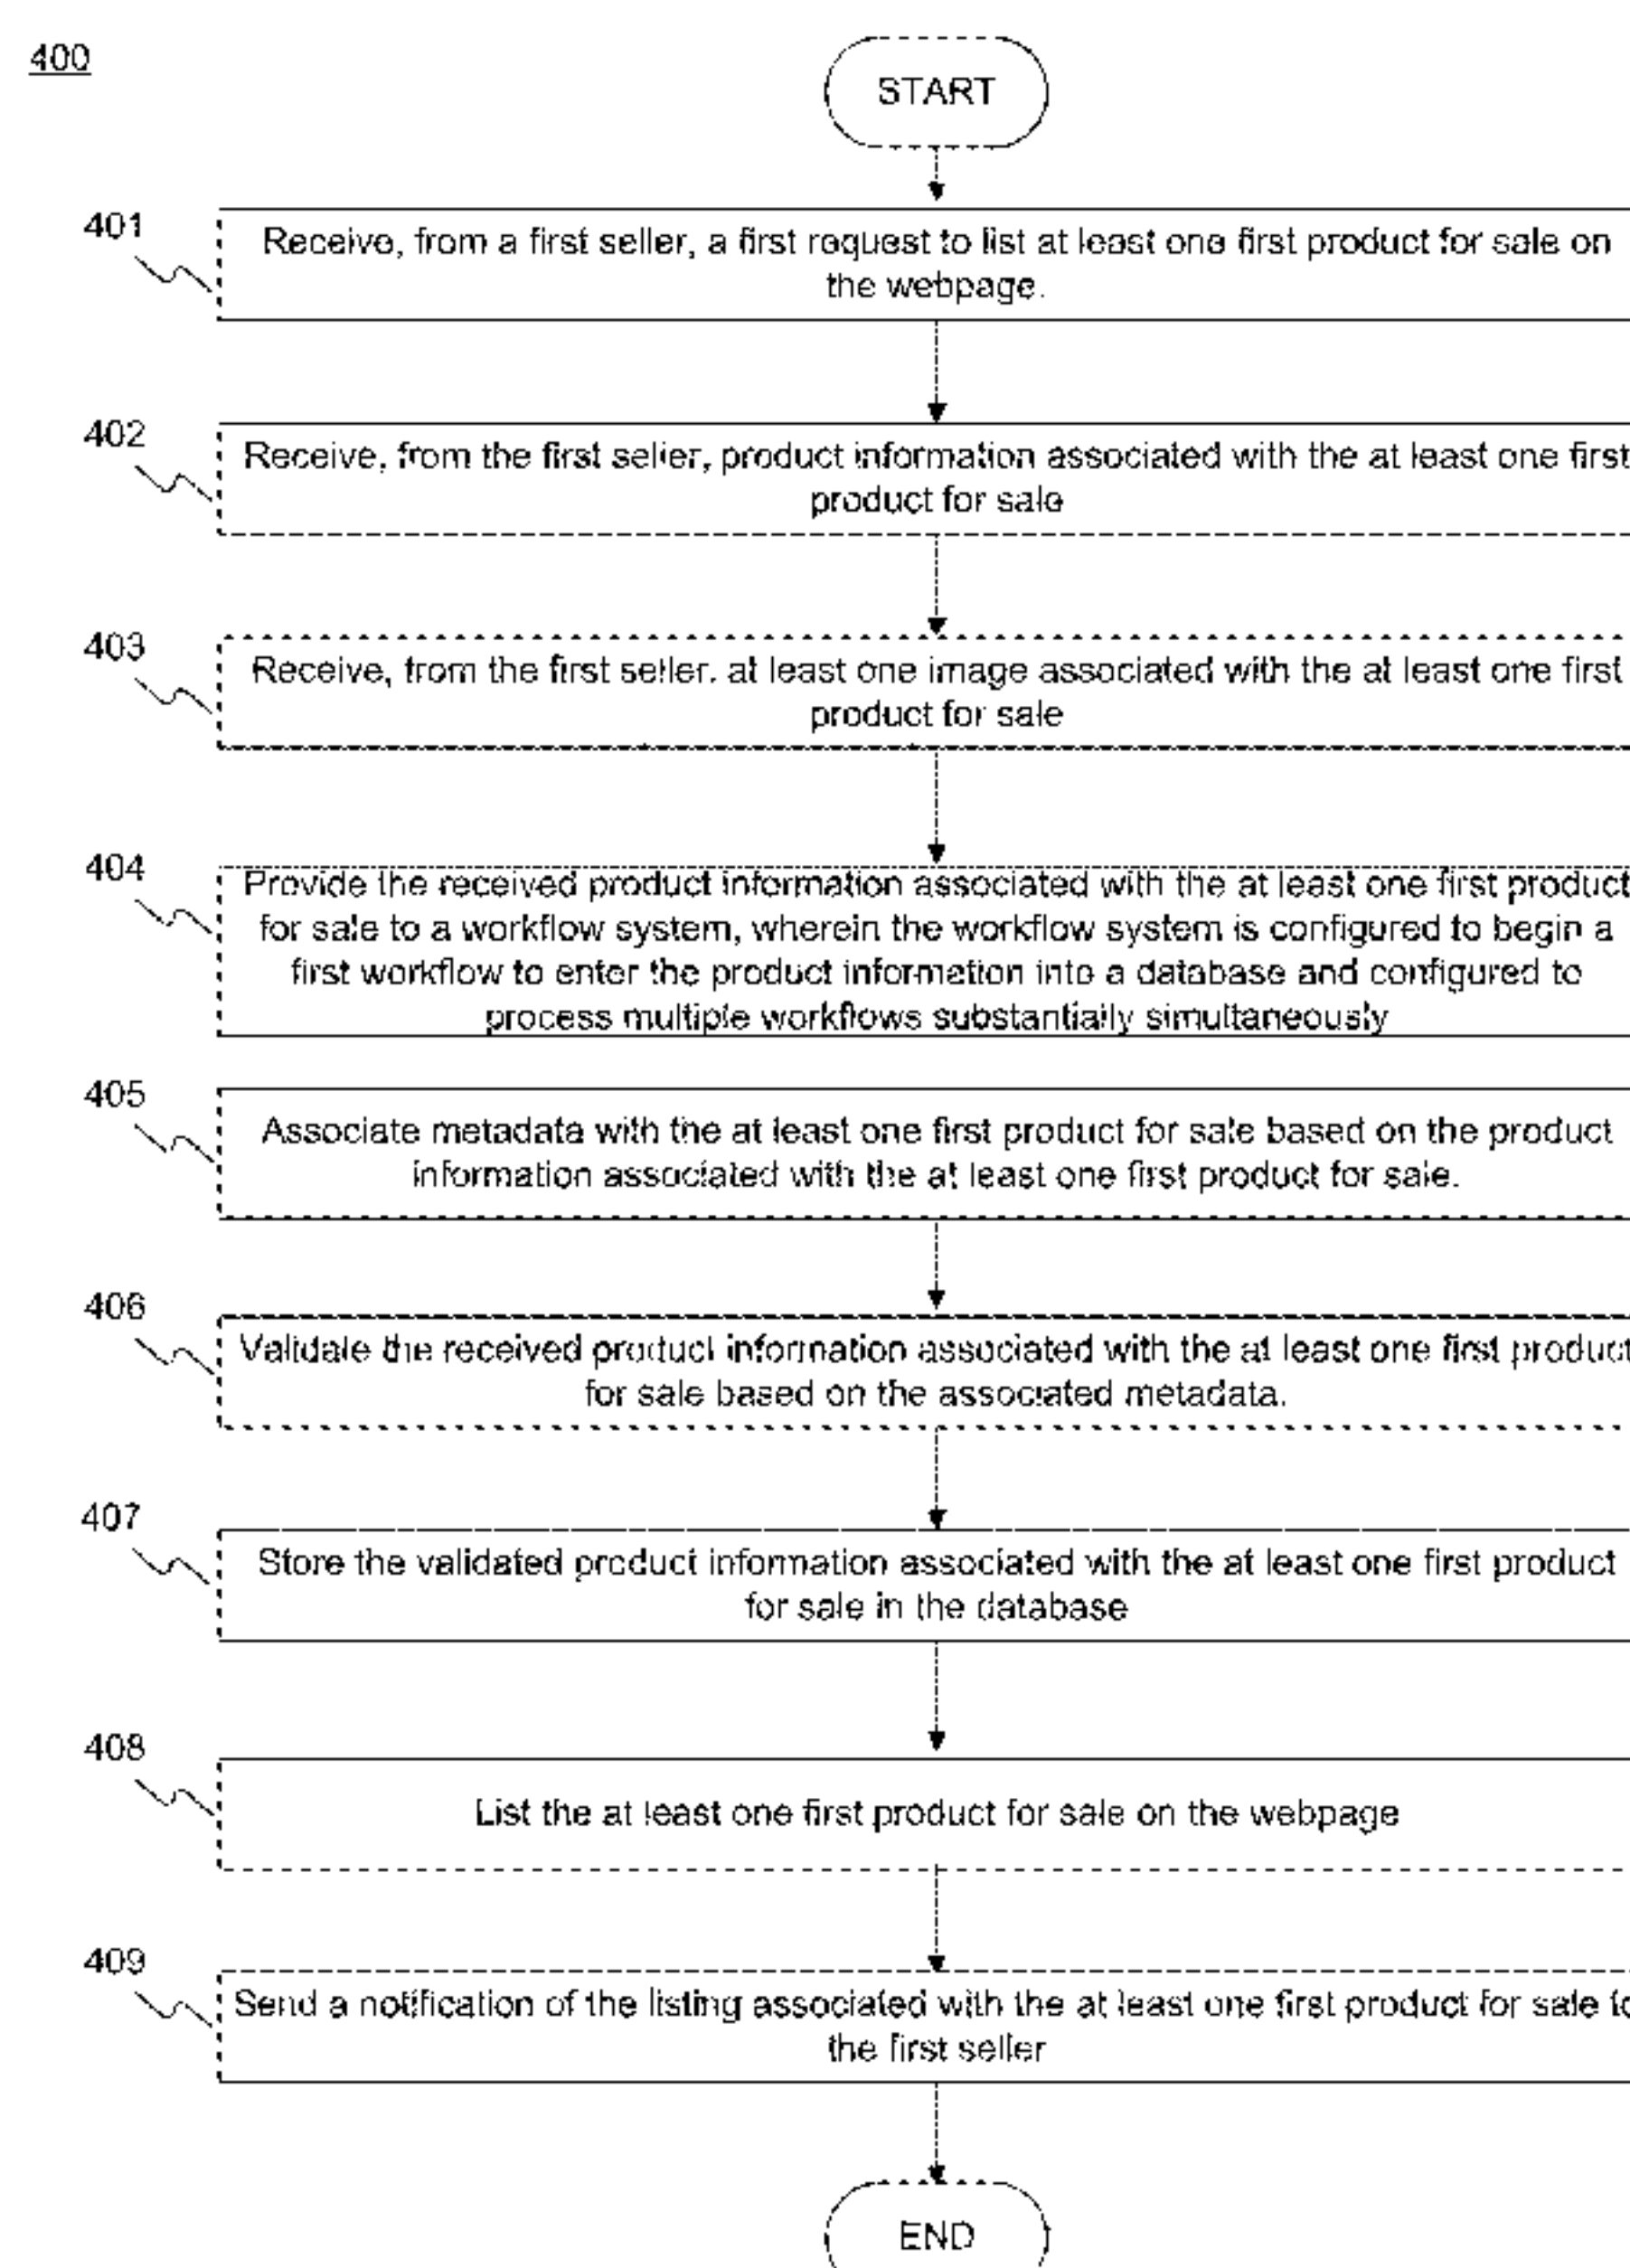 400
START
401
Receive, from a first seller, a first request to list at least one first product for sale on
the webpage.
402
Receive, from the first seller, product information associated with the at least one first
product for sale
403
Receive, from the first seller. at least one image associated with the at least one first
product for sale
404
Provide the received product information associated with the at least one first product
for sale to a workflow system, wherein the workflow system is configured to begin a
first workflow to enter the product information into a database and configured to
process multiple workflows substantially simultaneously
405
Associate metadata with the at least one first product for sale based on the product
information associated with the at least one first product for sale.
406
Validate the received product information associated with the at least one first product
for sale based on the associated metadata.
407
Store the validated product information associated with the at least one first product
for sale in the database
408
List the at least one first product for sale on the webpage
409
Send a notification of the listing associated with the at least one first product for sale to
the first seller
END